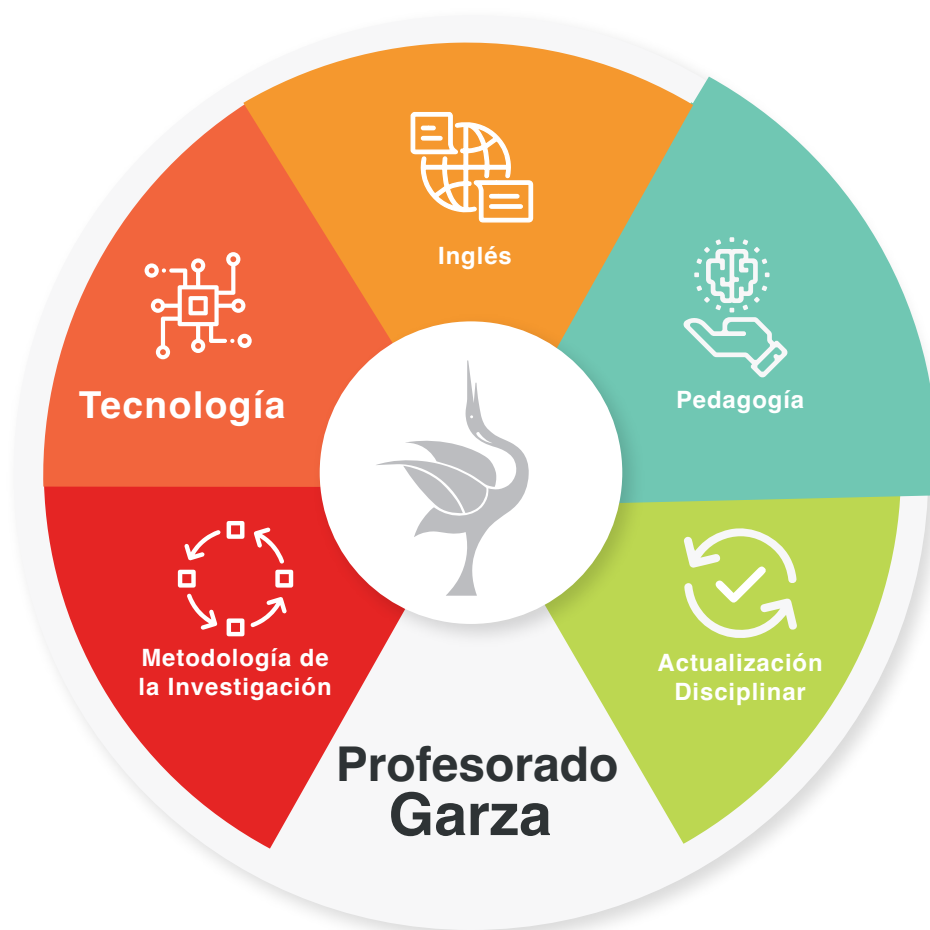 Inglés
Tecnología
Pedagogía
Metodología de
la Investigación
Actualización
Disciplinar
Profesorado
Garza